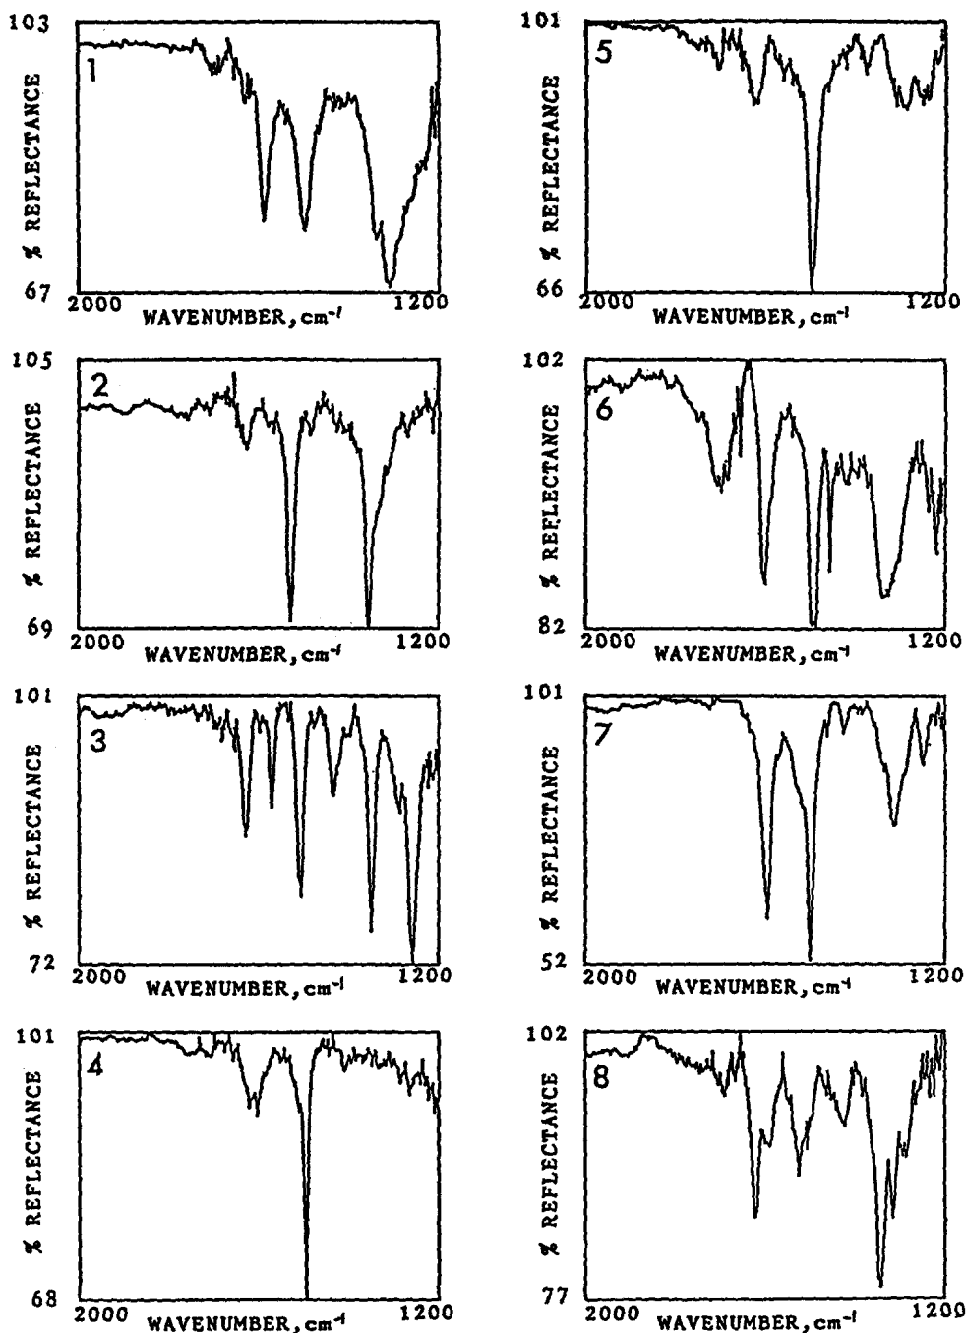 103
% REFLECTANCE
1
67
2000 1200
WAVENUMBER, cm⁻¹
105
% REFLECTANCE
2
69
2000 1200
WAVENUMBER, cm⁻¹
101
% REFLECTANCE
3
72
2000 1200
WAVENUMBER, cm⁻¹
101
% REFLECTANCE
4
68
2000 1200
WAVENUMBER, cm⁻¹
101
% REFLECTANCE
5
66
2000 1200
WAVENUMBER, cm⁻¹
102
% REFLECTANCE
6
82
2000 1200
WAVENUMBER, cm⁻¹
101
% REFLECTANCE
7
52
2000 1200
WAVENUMBER, cm⁻¹
102
% REFLECTANCE
8
77
2000 1200
WAVENUMBER, cm⁻¹